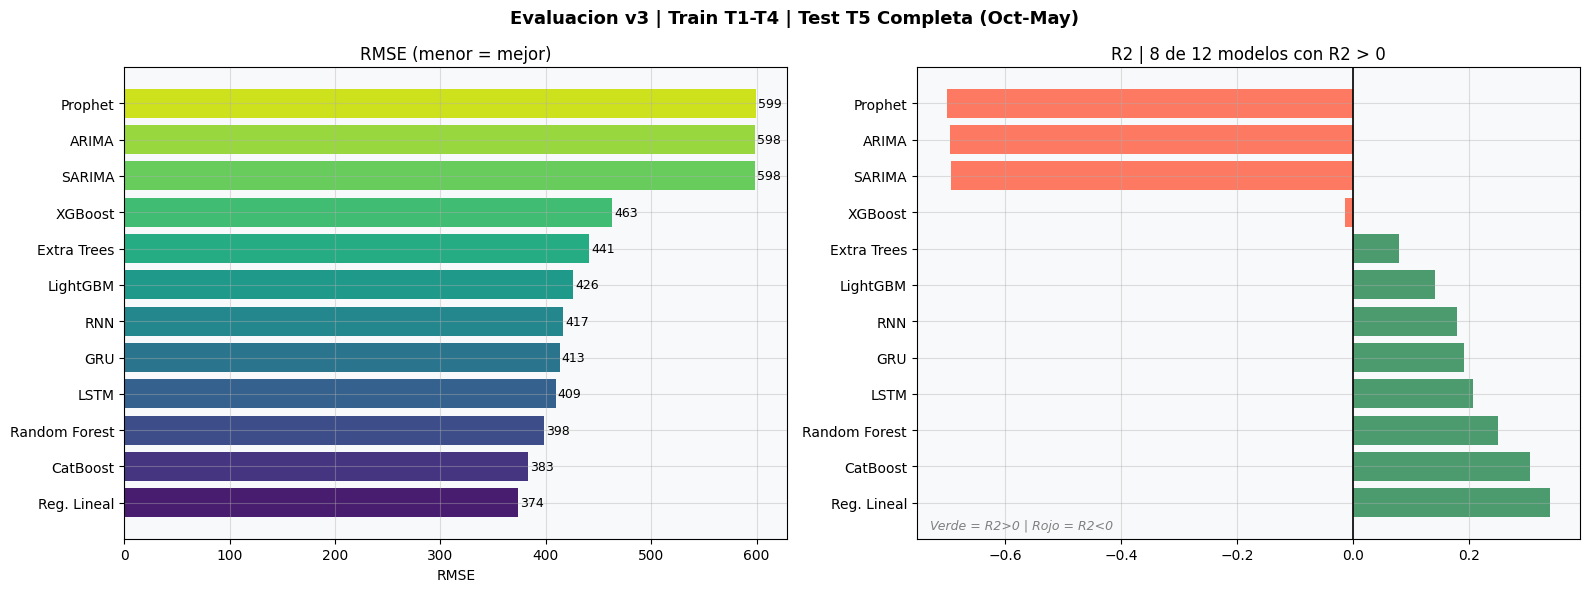 Evaluacion v3 | Train T1-T4 | Test T5 Completa (Oct-May)
RMSE (menor = mejor)
Prophet
599
ARIMA
598
SARIMA
598
XGBoost
463
Extra Trees
441
LightGBM
426
RNN
417
GRU
413
LSTM
409
Random Forest
398
CatBoost
383
Reg. Lineal
374
0
100
200
300
400
500
600
RMSE
R2 | 8 de 12 modelos con R2 > 0
Prophet
ARIMA
SARIMA
XGBoost
Extra Trees
LightGBM
RNN
GRU
LSTM
Random Forest
CatBoost
Reg. Lineal
Verde = R2>0 | Rojo = R2<0
−0.6
−0.4
−0.2
0.0
0.2